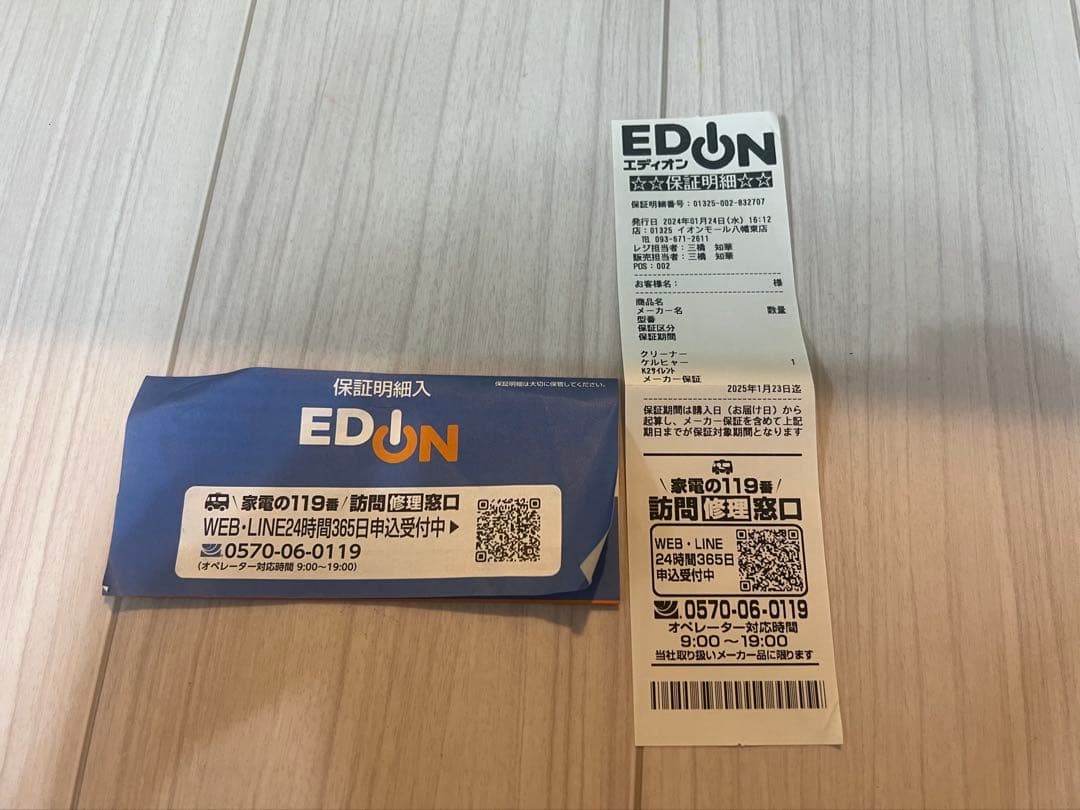 保証明細入
保証明細は大切に保管してください。
EDION
\ 家電の119番 / 訪問修理窓口
WEB・LINE24時間365日申込受付中▶
0570-06-0119
(オペレーター対応時間 9:00～19:00)
EDION
エディオン
☆☆保証明細☆☆
保証明細番号：01325-002-832707
発行日 2024年01月24日(水) 16:12
店：01325 イオンモール八幡東店
TEL 093-671-2611
レジ担当者：三橋 知華
販売担当者：三橋 知華
POS：002
お客様名： 様
商品名
メーカー名 数量
型番
保証区分
保証期間
クリーナー
ケルヒャー 1
K2サイレント
メーカー保証
2025年1月23日迄
保証期間は購入日（お届け日）から
起算し、メーカー保証を含めて上記
期日までが保証対象期間となります
\ 家電の119番 /
訪問修理窓口
WEB・LINE
24時間365日
申込受付中
0570-06-0119
オペレーター対応時間
9:00～19:00
当社取り扱いメーカー品に限ります